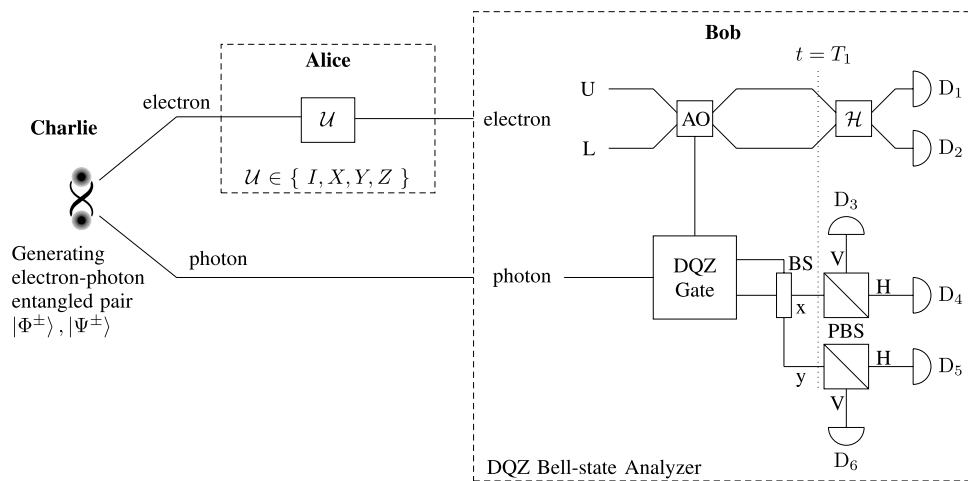 Bob
Alice
t = T₁
electron
U
D₁
Charlie
𝒰
electron
AO
ℋ
L
D₂
𝒰 ∈ { I, X, Y, Z }
D₃
Generating
electron-photon
entangled pair
|Φ±⟩ , |Ψ±⟩
photon
photon
DQZ
Gate
BS
V
H
x
D₄
PBS
H
D₅
y
V
D₆
DQZ Bell-state Analyzer